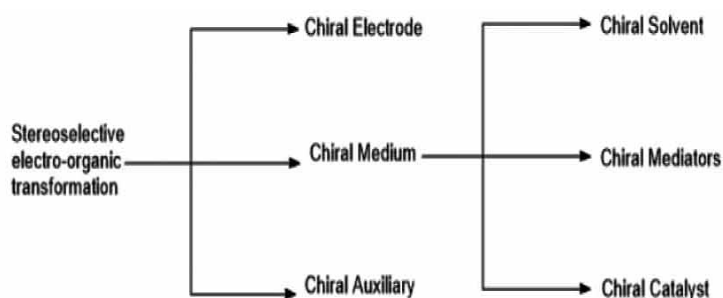 Chiral Electrode
Chiral Solvent
Stereoselective
electro-organic
transformation
Chiral Medium
Chiral Mediators
Chiral Auxiliary
Chiral Catalyst